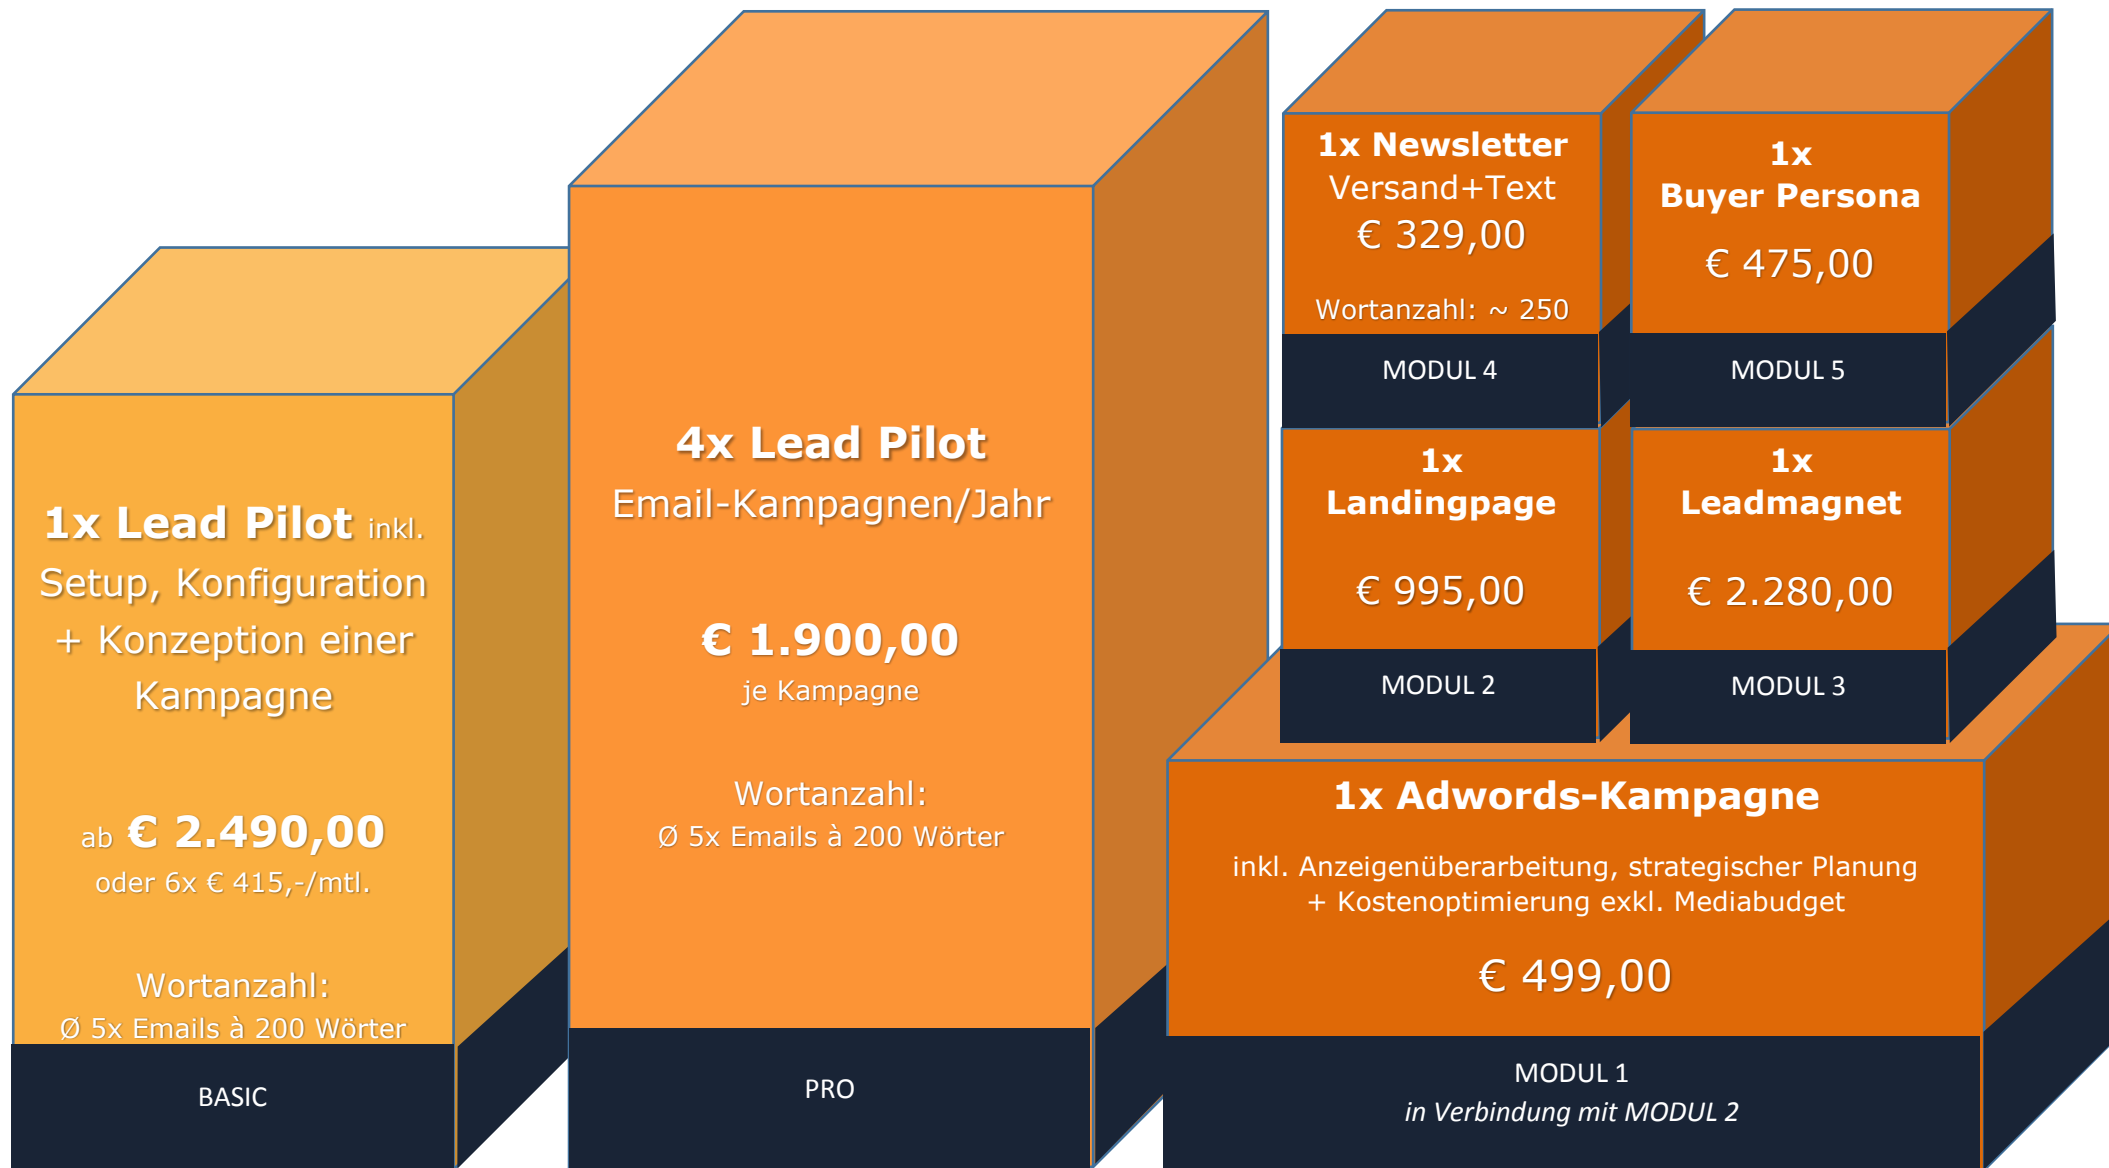 1x Lead Pilot inkl.
Setup, Konfiguration
+ Konzeption einer
Kampagne
ab € 2.490,00
oder 6x € 415,-/mtl.
Wortanzahl:
Ø 5x Emails à 200 Wörter
BASIC
4x Lead Pilot
Email-Kampagnen/Jahr
€ 1.900,00
je Kampagne
Wortanzahl:
Ø 5x Emails à 200 Wörter
PRO
1x Newsletter
Versand+Text
€ 329,00
Wortanzahl: ~ 250
MODUL 4
1x
Buyer Persona
€ 475,00
MODUL 5
1x
Landingpage
€ 995,00
MODUL 2
1x
Leadmagnet
€ 2.280,00
MODUL 3
1x Adwords-Kampagne
inkl. Anzeigenüberarbeitung, strategischer Planung
+ Kostenoptimierung exkl. Mediabudget
€ 499,00
MODUL 1
in Verbindung mit MODUL 2